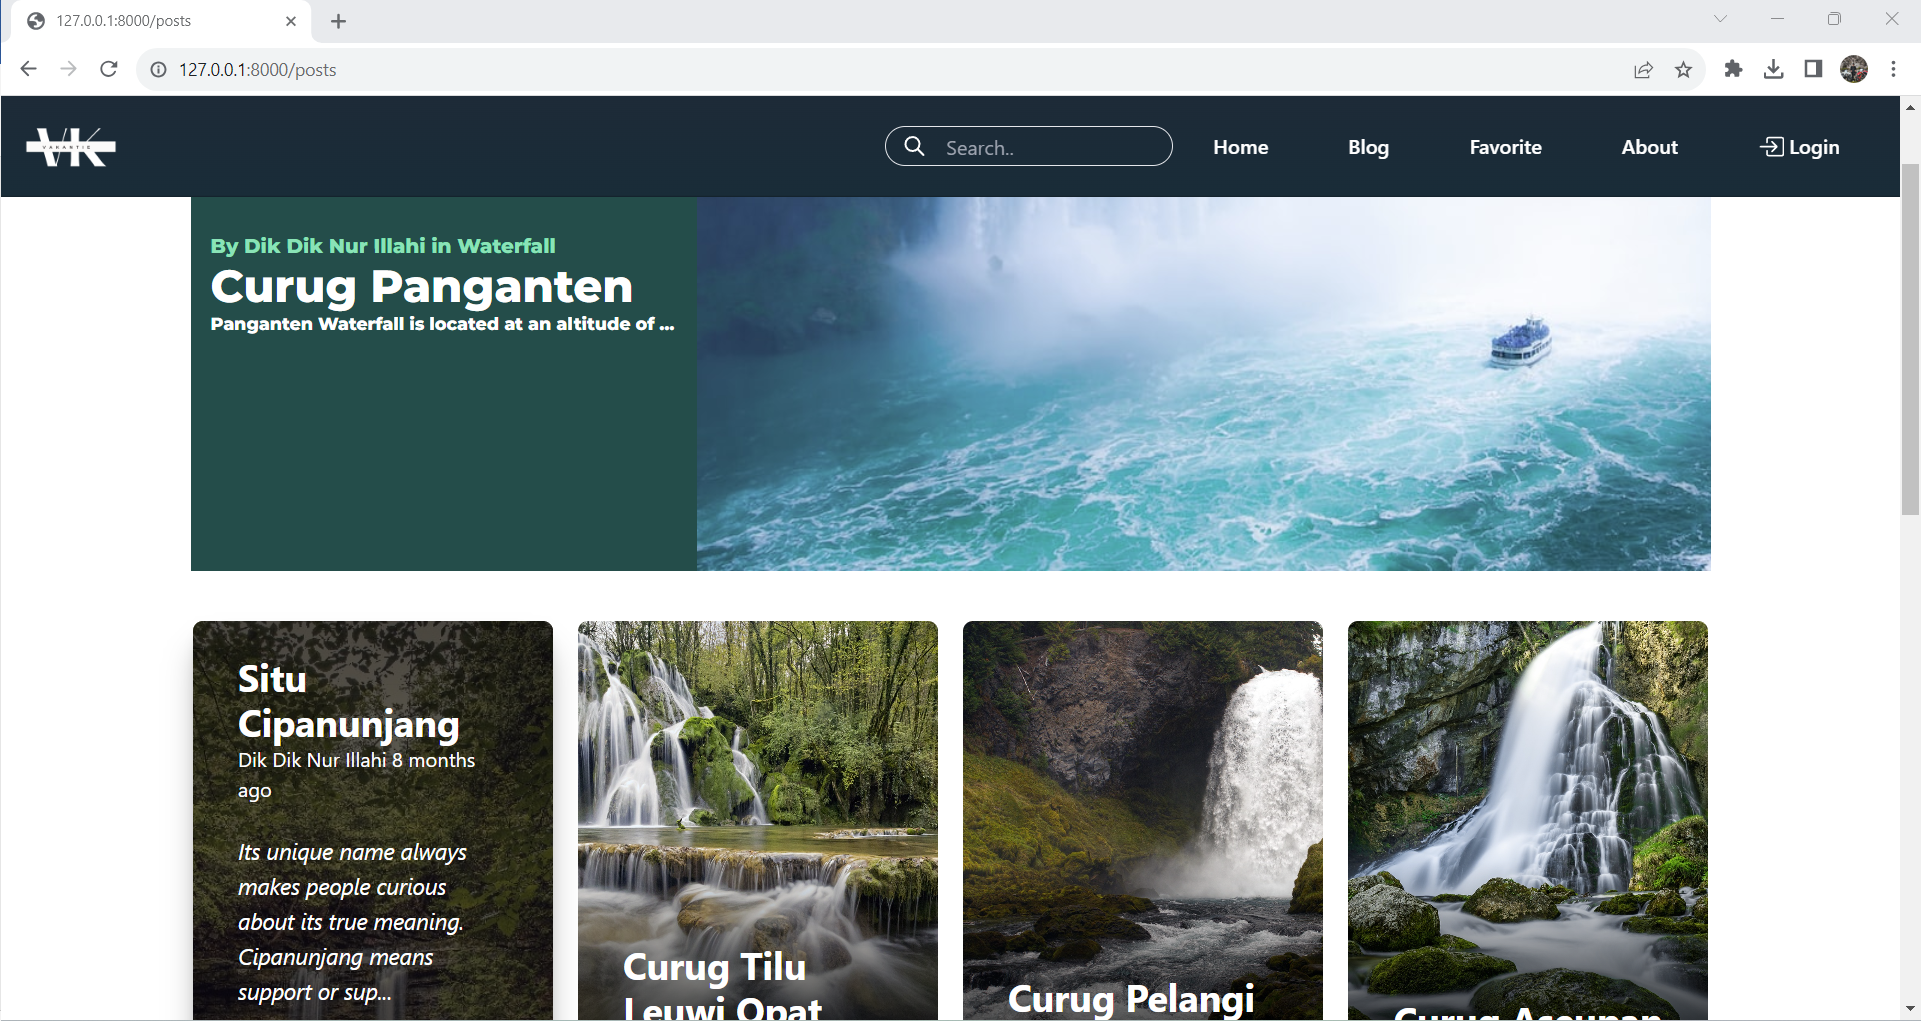 127.0.0.1:8000/posts
127.0.0.1:8000/posts
VK
VAKANTIE
Search..
Home
Blog
Favorite
About
Login
By Dik Dik Nur Illahi in Waterfall
Curug Panganten
Panganten Waterfall is located at an altitude of ...
Situ
Cipanunjang
Dik Dik Nur Illahi 8 months
ago
Its unique name always
makes people curious
about its true meaning.
Cipanunjang means
support or sup...
Curug Tilu
Leuwi Opat
Curug Pelangi
Curug Aseupan